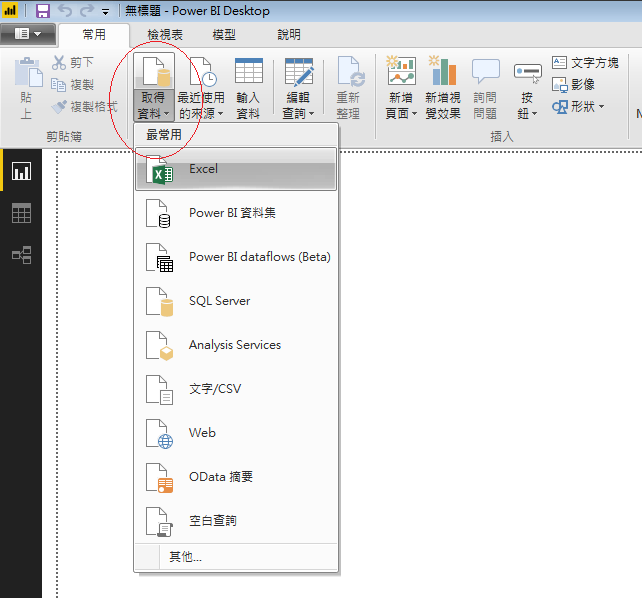 無標題 - Power BI Desktop
常用 檢視表 模型 說明
剪下
複製
複製格式
貼上
剪貼簿
取得資料
最近使用的來源
輸入資料
編輯查詢
重新整理
新增頁面
新增視覺效果
詢問問題
按鈕
文字方塊
影像
形狀
插入
最常用
Excel
Power BI 資料集
Power BI dataflows (Beta)
SQL Server
Analysis Services
文字/CSV
Web
OData 摘要
空白查詢
其他...